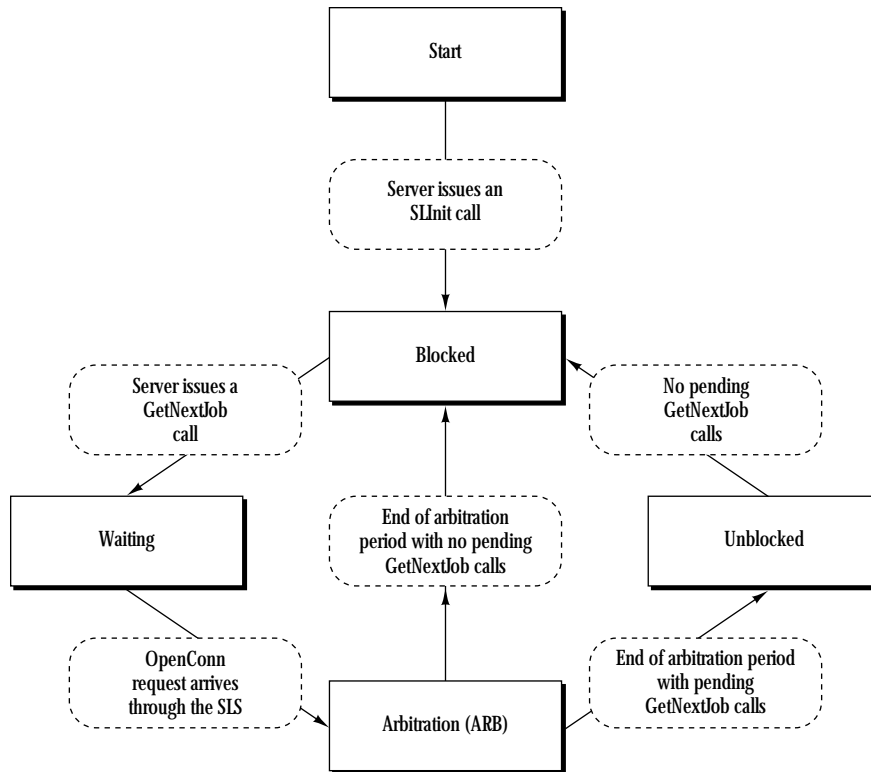 Start
Server issues an
SLInit call
Blocked
Server issues a
GetNextJob
call
No pending
GetNextJob
calls
Waiting
End of arbitration
period with no pending
GetNextJob calls
Unblocked
OpenConn
request arrives
through the SLS
Arbitration (ARB)
End of arbitration period
with pending
GetNextJob calls